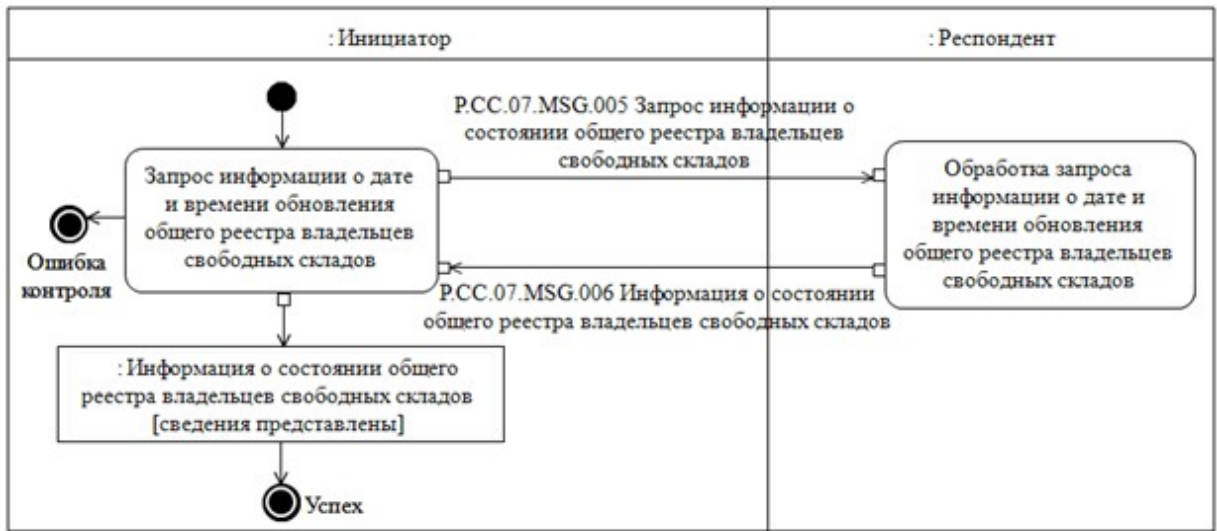 : Инициатор
: Респондент
P.CC.07.MSG.005 Запрос информации о
состоянии общего реестра владельцев
свободных складов
Запрос информации о дате
и времени обновления
общего реестра владельцев
свободных складов
Обработка запроса
информации о дате и
времени обновления
общего реестра владельцев
свободных складов
Ошибка
контроля
P.CC.07.MSG.006 Информация о состоянии
общего реестра владельцев свободных складов
: Информация о состоянии общего
реестра владельцев свободных складов
[сведения представлены]
Успех